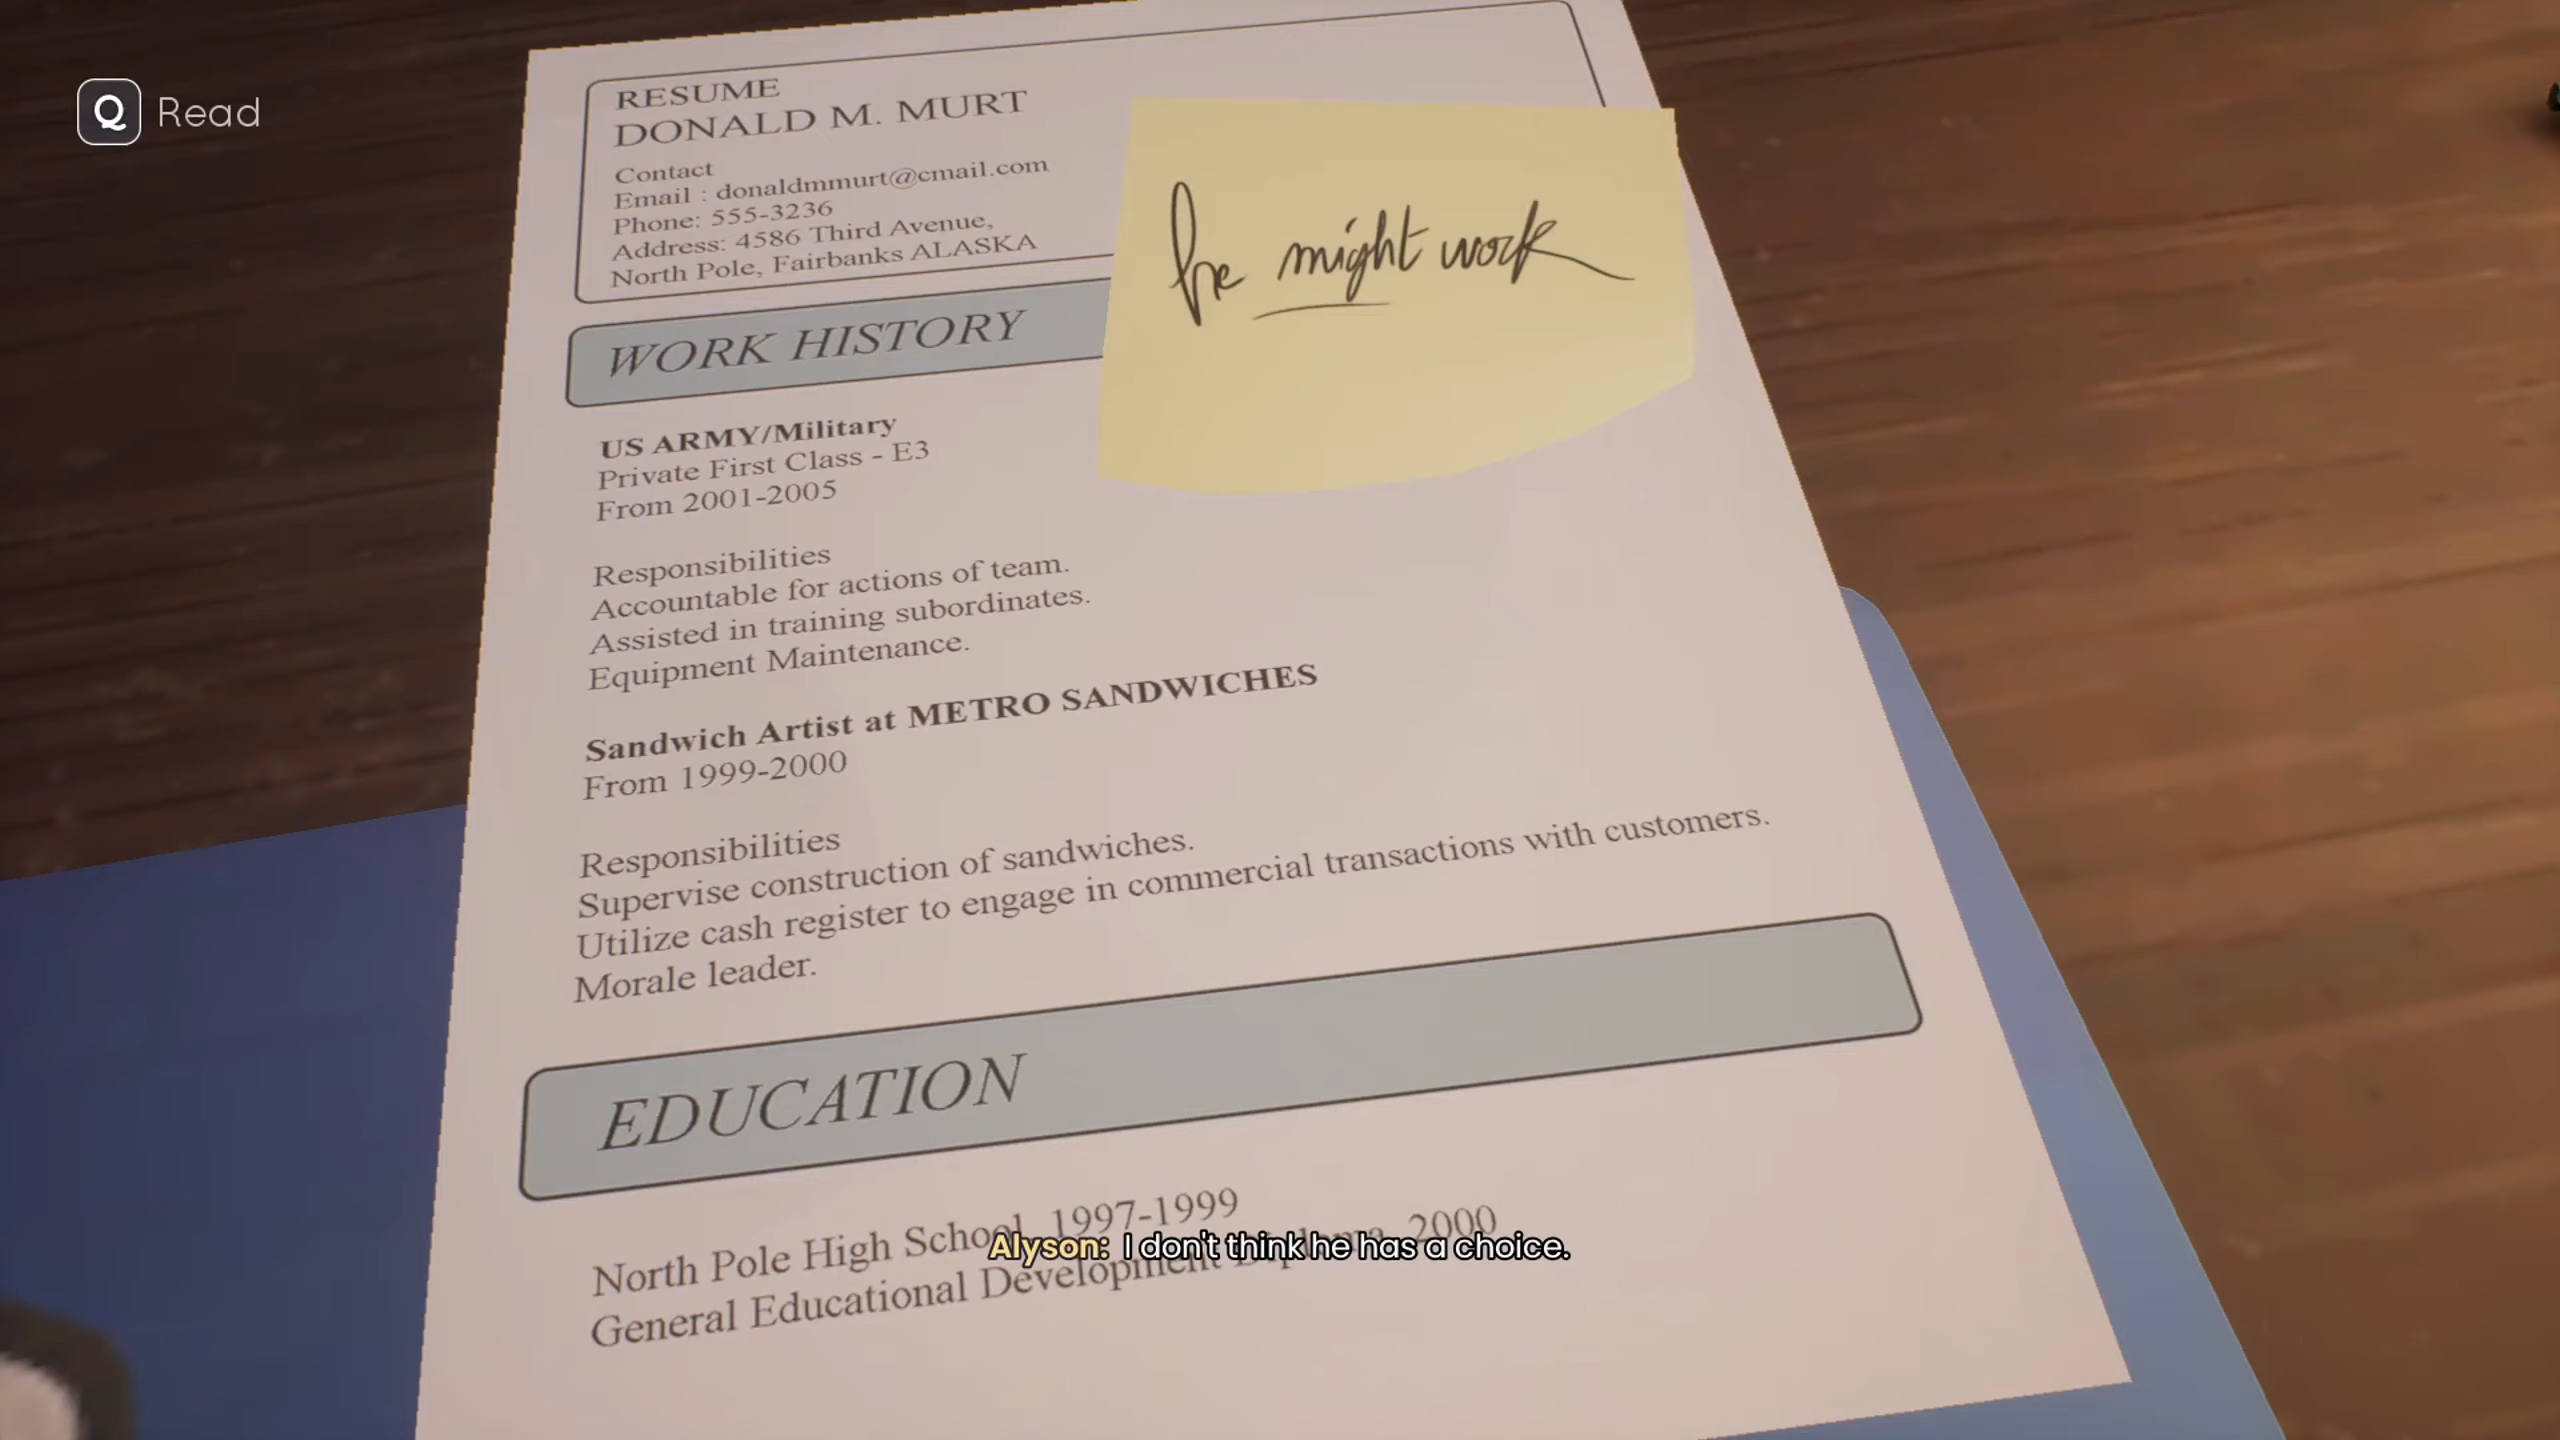 Q Read
RESUME
DONALD M. MURT
Contact
Email : donaldmmurt@cmail.com
Phone: 555-3236
Address: 4586 Third Avenue,
North Pole, Fairbanks ALASKA
he might work
WORK HISTORY
US ARMY/Military
Private First Class - E3
From 2001-2005
Responsibilities
Accountable for actions of team.
Assisted in training subordinates.
Equipment Maintenance.
Sandwich Artist at METRO SANDWICHES
From 1999-2000
Responsibilities
Supervise construction of sandwiches.
Utilize cash register to engage in commercial transactions with customers.
Morale leader.
EDUCATION
North Pole High School, 1997-1999
General Educational Development Diploma, 2000
Alyson: I don't think he has a choice.